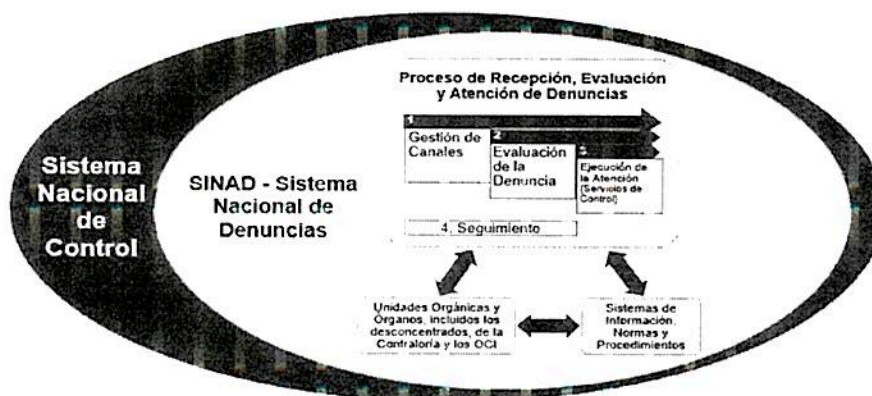 Sistema
Nacional
de
Control
SINAD - Sistema
Nacional de
Denuncias
Proceso de Recepción, Evaluación
y Atención de Denuncias
1
Gestión de
Canales
2
Evaluación
de la
Denuncia
3
Ejecución de
la Atención
(Servicios de
Control)
4. Seguimiento
Unidades Orgánicas y
Órganos, incluidos los
desconcentrados, de la
Contraloría y los OCI
Sistemas de
Información,
Normas y
Procedimientos